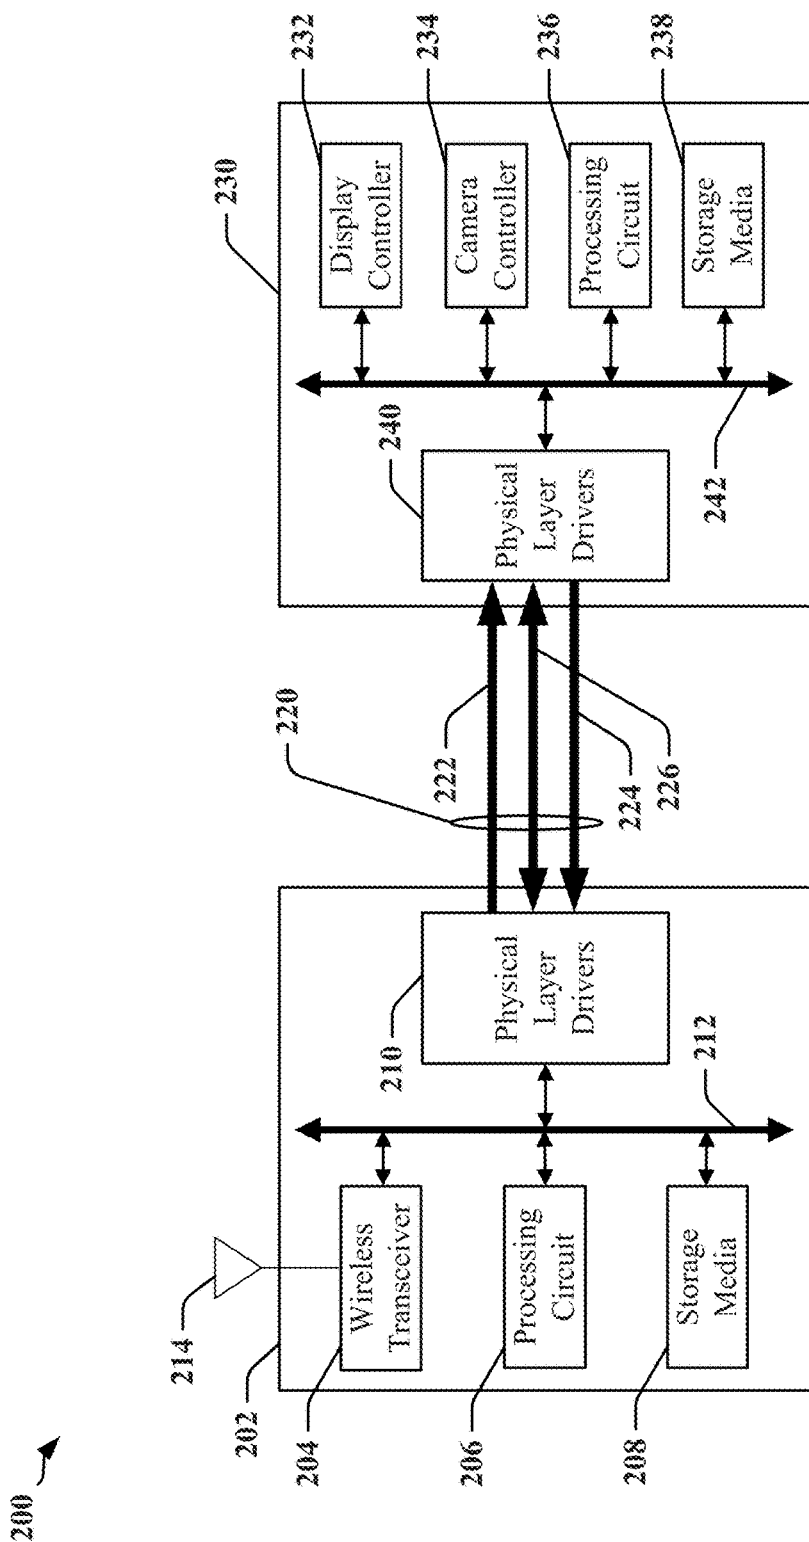 200
214
202
204
Wireless
Transceiver
206
Processing
Circuit
208
Storage
Media
210
Physical
Layer
Drivers
212
220
222
224
226
230
240
Physical
Layer
Drivers
242
232
Display
Controller
234
Camera
Controller
236
Processing
Circuit
238
Storage
Media